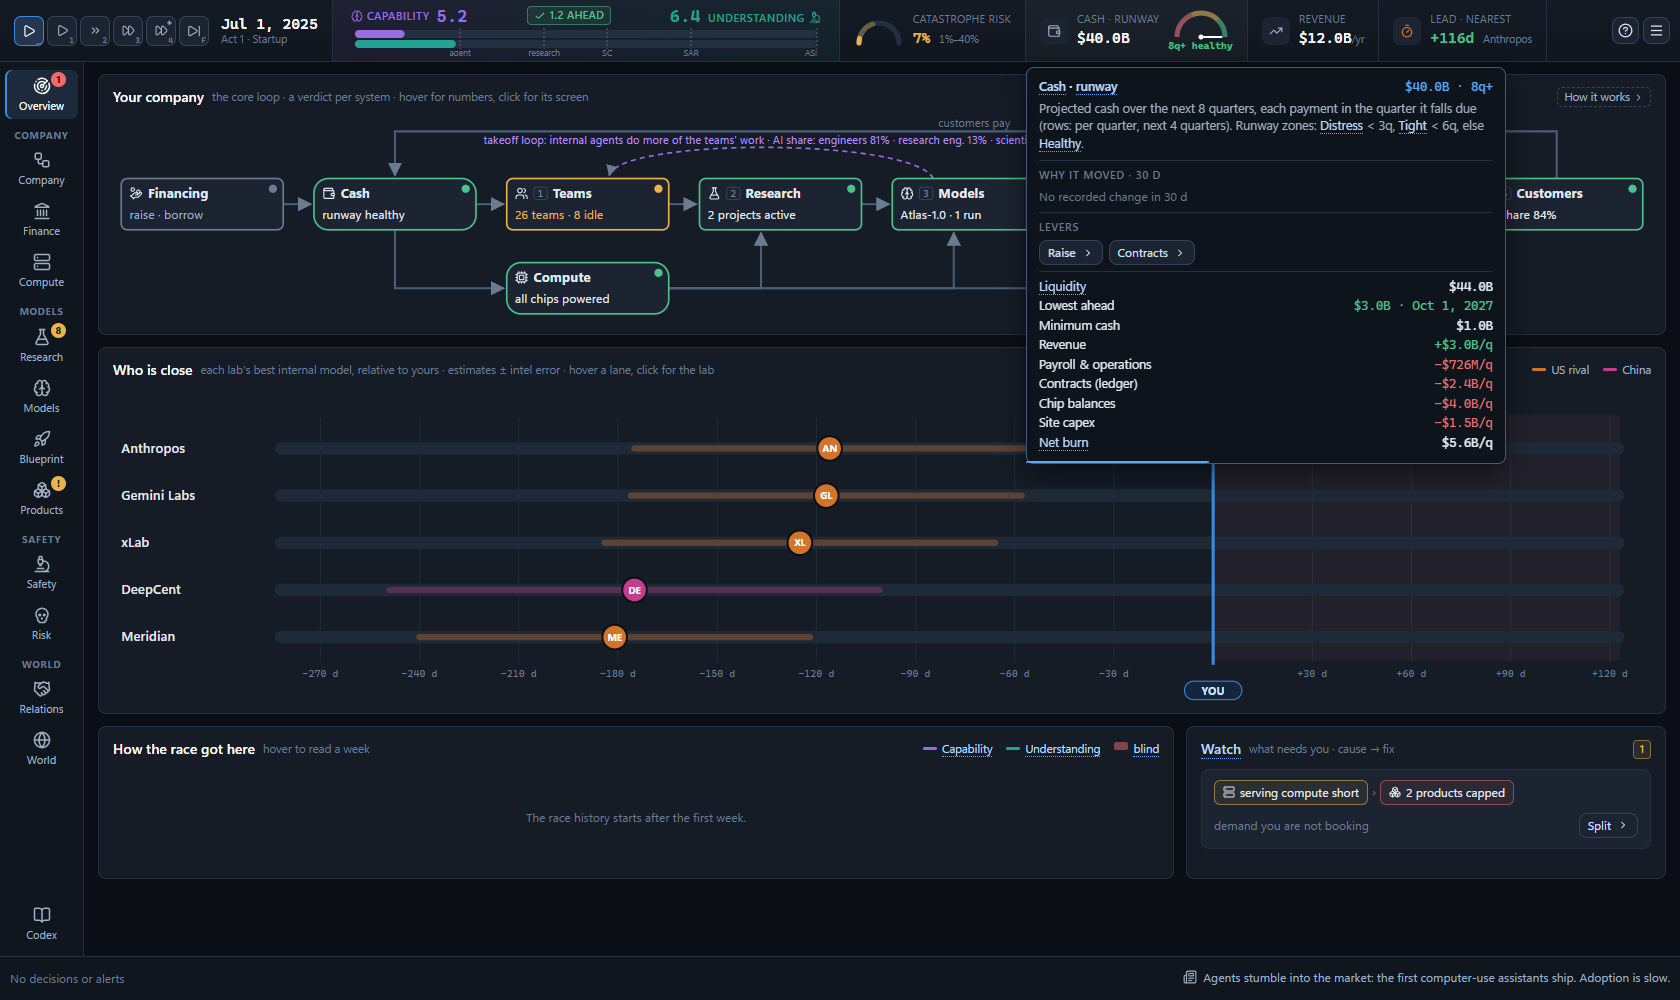 Jul 1, 2025
Act 1 · Startup
1
2
3
4
F
CAPABILITY 5.2
1.2 AHEAD
6.4 UNDERSTANDING
agent
research
SC
SAR
ASI
CATASTROPHE RISK
7% 1%–40%
CASH · RUNWAY
$40.0B
8q+ healthy
REVENUE
$12.0B/yr
LEAD · NEAREST
+116d Anthropos
1
Overview
COMPANY
Company
Finance
Compute
MODELS
8
Research
Models
Blueprint
!
Products
SAFETY
Safety
Risk
WORLD
Relations
World
Codex
Your company the core loop · a verdict per system · hover for numbers, click for its screen
How it works ›
customers pay
takeoff loop: internal agents do more of the teams' work · AI share: engineers 81% · research eng. 13% · scienti
Financing
raise · borrow
Cash
runway healthy
1 Teams
26 teams · 8 idle
2 Research
2 projects active
3 Models
Atlas-1.0 · 1 run
Customers
hare 84%
Compute
all chips powered
Cash · runway $40.0B · 8q+
Projected cash over the next 8 quarters, each payment in the quarter it falls due
(rows: per quarter, next 4 quarters). Runway zones: Distress < 3q, Tight < 6q, else
Healthy.
WHY IT MOVED · 30 D
No recorded change in 30 d
LEVERS
Raise ›
Contracts ›
Liquidity $44.0B
Lowest ahead $3.0B · Oct 1, 2027
Minimum cash $1.0B
Revenue +$3.0B/q
Payroll & operations −$726M/q
Contracts (ledger) −$2.4B/q
Chip balances −$4.0B/q
Site capex −$1.5B/q
Net burn $5.6B/q
Who is close each lab's best internal model, relative to yours · estimates ± intel error · hover a lane, click for the lab
US rival
China
Anthropos
AN
Gemini Labs
GL
xLab
XL
DeepCent
DE
Meridian
ME
−270 d
−240 d
−210 d
−180 d
−150 d
−120 d
−90 d
−60 d
−30 d
+30 d
+60 d
+90 d
+120 d
YOU
How the race got here hover to read a week
Capability
Understanding
blind
The race history starts after the first week.
Watch what needs you · cause → fix
1
serving compute short › 2 products capped
demand you are not booking
Split ›
No decisions or alerts
Agents stumble into the market: the first computer-use assistants ship. Adoption is slow.